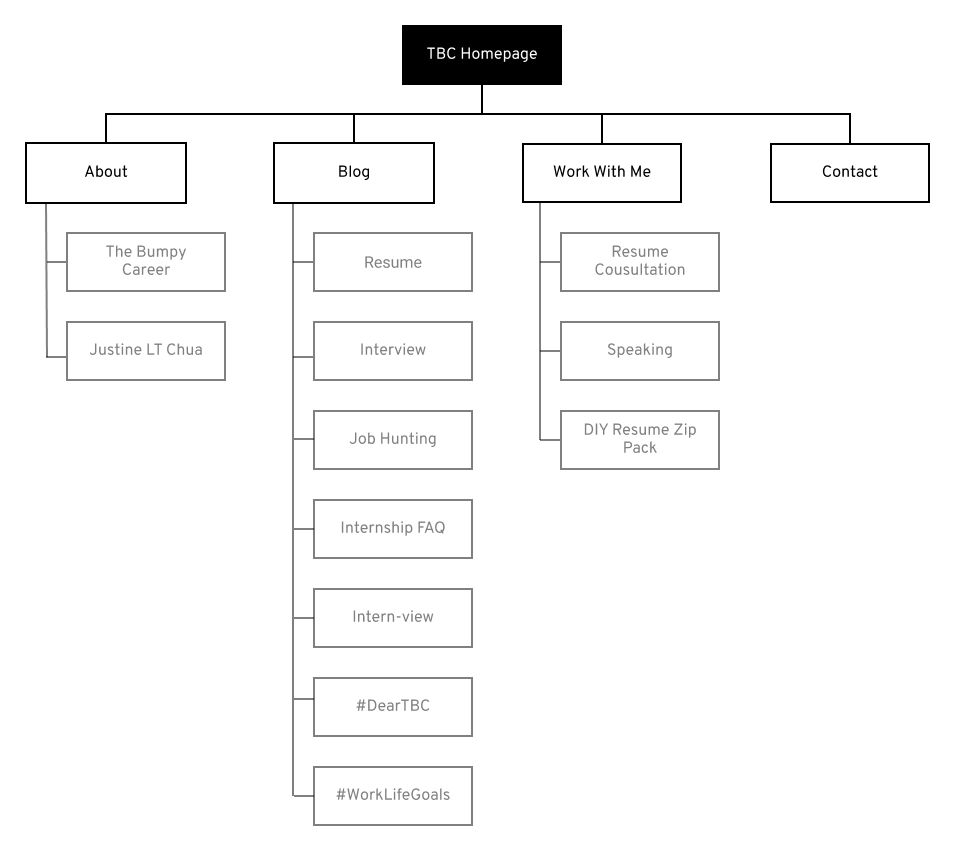 TBC Homepage
About
Blog
Work With Me
Contact
The Bumpy
Career
Justine LT Chua
Resume
Interview
Job Hunting
Internship FAQ
Intern-view
#DearTBC
#WorkLifeGoals
Resume
Cousultation
Speaking
DIY Resume Zip
Pack